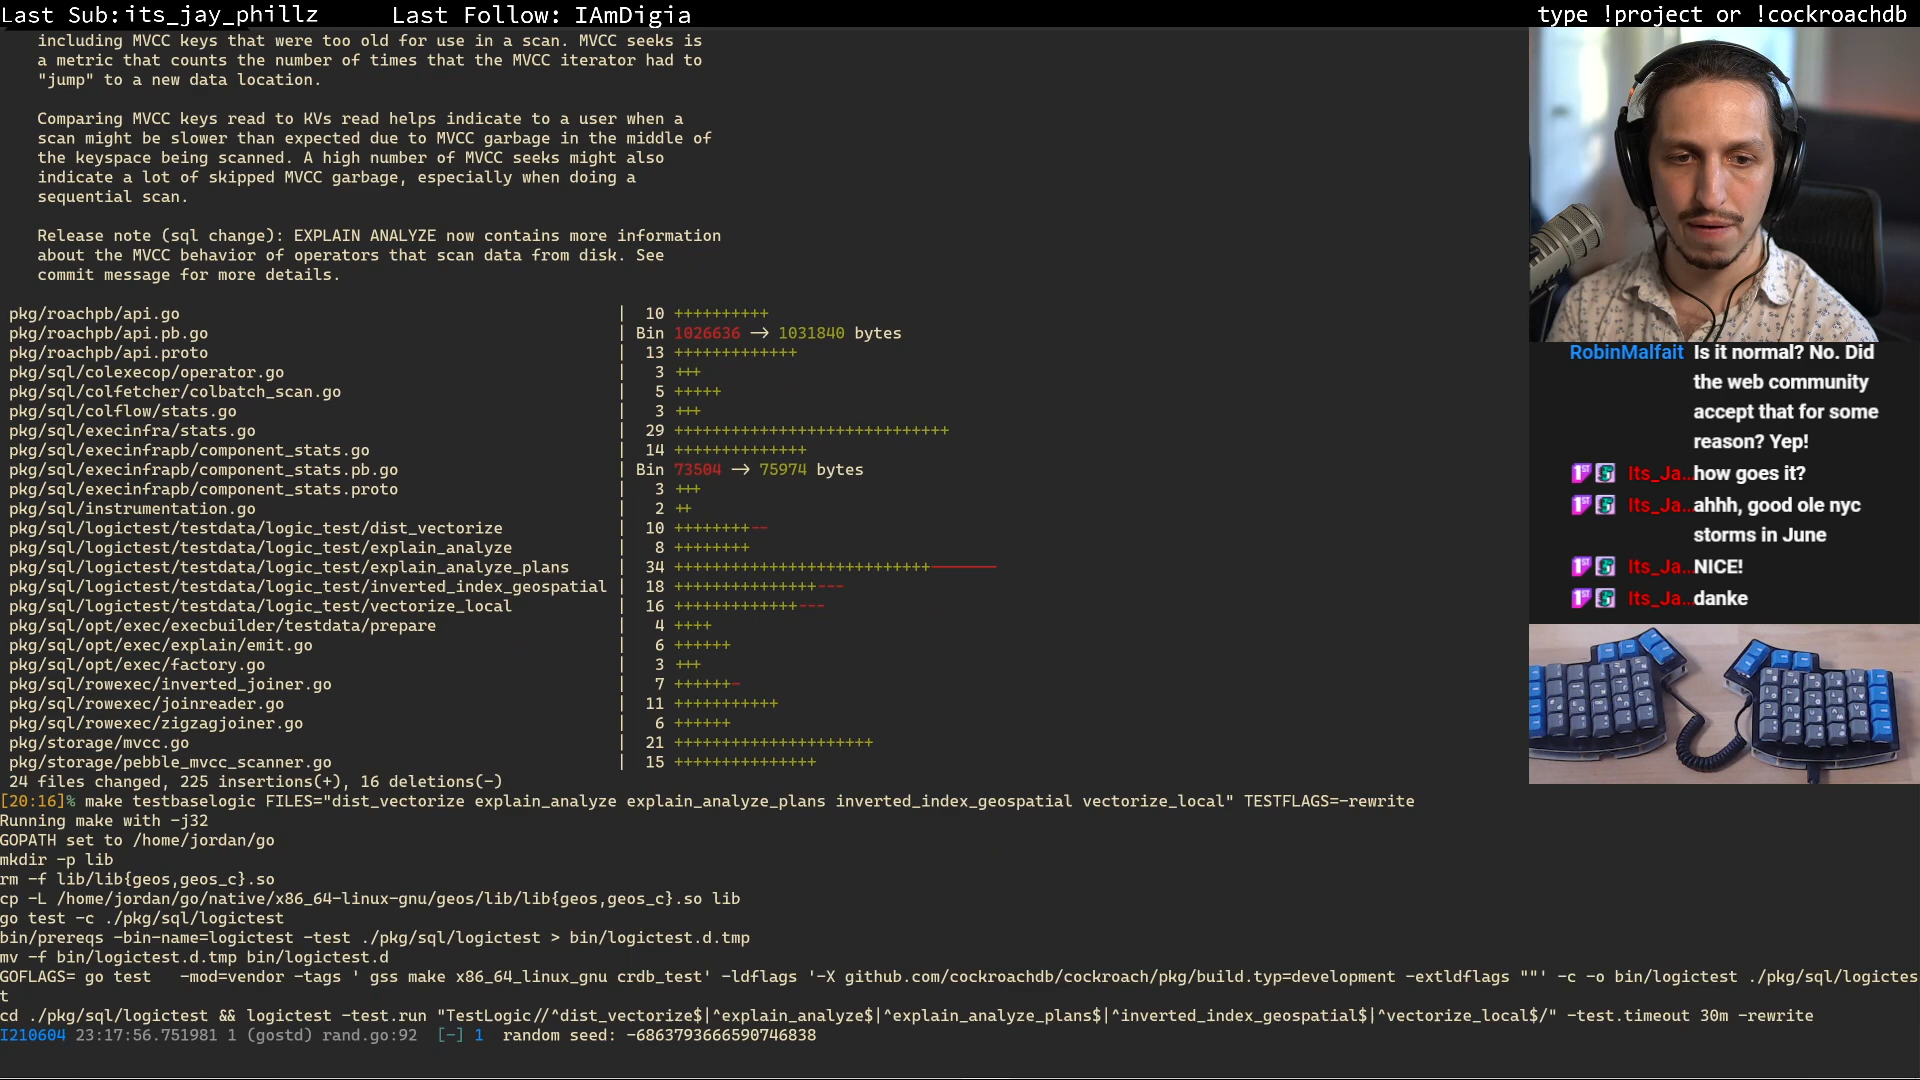 Last Sub:its_jay_phillz Last Follow: IAmDigia type !project or !cockroachdb
including MVCC keys that were too old for use in a scan. MVCC seeks is
a metric that counts the number of times that the MVCC iterator had to
"jump" to a new data location.
Comparing MVCC keys read to KVs read helps indicate to a user when a
scan might be slower than expected due to MVCC garbage in the middle of
the keyspace being scanned. A high number of MVCC seeks might also
indicate a lot of skipped MVCC garbage, especially when doing a
sequential scan.
Release note (sql change): EXPLAIN ANALYZE now contains more information
about the MVCC behavior of operators that scan data from disk. See
commit message for more details.
pkg/roachpb/api.go | 10 ++++++++++
pkg/roachpb/api.pb.go | Bin 1026636 -> 1031840 bytes
pkg/roachpb/api.proto | 13 +++++++++++++
pkg/sql/colexecop/operator.go | 3 +++
pkg/sql/colfetcher/colbatch_scan.go | 5 +++++
pkg/sql/colflow/stats.go | 3 +++
pkg/sql/execinfra/stats.go | 29 +++++++++++++++++++++++++++++
pkg/sql/execinfrapb/component_stats.go | 14 ++++++++++++++
pkg/sql/execinfrapb/component_stats.pb.go | Bin 73504 -> 75974 bytes
pkg/sql/execinfrapb/component_stats.proto | 3 +++
pkg/sql/instrumentation.go | 2 ++
pkg/sql/logictest/testdata/logic_test/dist_vectorize | 10 ++++++++--
pkg/sql/logictest/testdata/logic_test/explain_analyze | 8 ++++++++
pkg/sql/logictest/testdata/logic_test/explain_analyze_plans | 34 +++++++++++++++++++++++++++-------
pkg/sql/logictest/testdata/logic_test/inverted_index_geospatial | 18 +++++++++++++++---
pkg/sql/logictest/testdata/logic_test/vectorize_local | 16 +++++++++++++---
pkg/sql/opt/exec/execbuilder/testdata/prepare | 4 ++++
pkg/sql/opt/exec/explain/emit.go | 6 ++++++
pkg/sql/opt/exec/factory.go | 3 +++
pkg/sql/rowexec/inverted_joiner.go | 7 ++++++-
pkg/sql/rowexec/joinreader.go | 11 +++++++++++
pkg/sql/rowexec/zigzagjoiner.go | 6 ++++++
pkg/storage/mvcc.go | 21 +++++++++++++++++++++
pkg/storage/pebble_mvcc_scanner.go | 15 +++++++++++++++
24 files changed, 225 insertions(+), 16 deletions(-)
[20:16]% make testbaselogic FILES="dist_vectorize explain_analyze explain_analyze_plans inverted_index_geospatial vectorize_local" TESTFLAGS=-rewrite
Running make with -j32
GOPATH set to /home/jordan/go
mkdir -p lib
rm -f lib/lib{geos,geos_c}.so
cp -L /home/jordan/go/native/x86_64-linux-gnu/geos/lib/lib{geos,geos_c}.so lib
go test -c ./pkg/sql/logictest
bin/prereqs -bin-name=logictest -test ./pkg/sql/logictest > bin/logictest.d.tmp
mv -f bin/logictest.d.tmp bin/logictest.d
GOFLAGS= go test   -mod=vendor -tags ' gss make x86_64_linux_gnu crdb_test' -ldflags '-X github.com/cockroachdb/cockroach/pkg/build.typ=development -extldflags ""' -c -o bin/logictest ./pkg/sql/logictes
t
cd ./pkg/sql/logictest && logictest -test.run "TestLogic//^dist_vectorize$|^explain_analyze$|^explain_analyze_plans$|^inverted_index_geospatial$|^vectorize_local$/" -test.timeout 30m -rewrite
I210604 23:17:56.751981 1 (gostd) rand.go:92  [-] 1  random seed: -6863793666590746838
RobinMalfait Is it normal? No. Did
the web community
accept that for some
reason? Yep!
Its_Ja...how goes it?
Its_Ja...ahhh, good ole nyc
storms in June
Its_Ja...NICE!
Its_Ja...danke